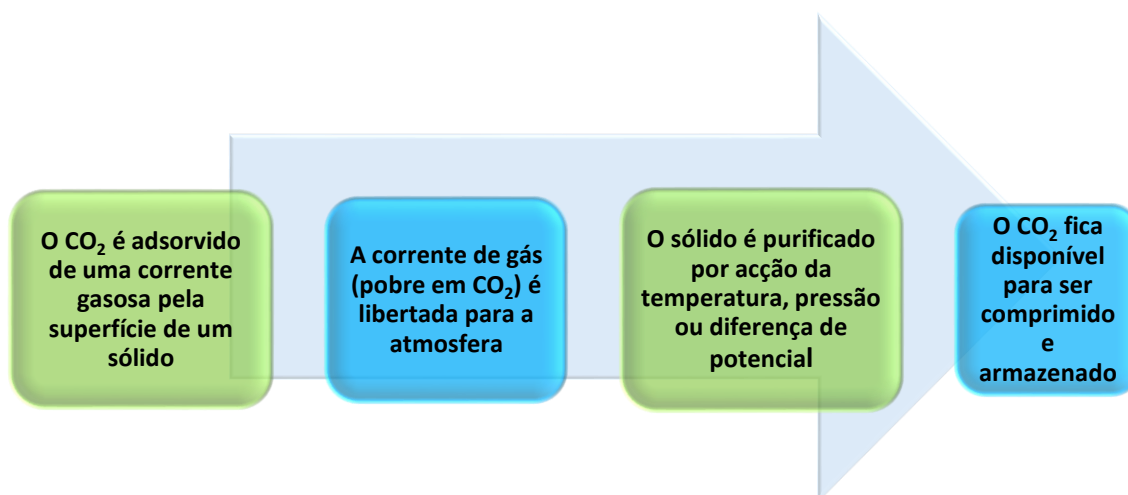 O CO₂ é adsorvido
de uma corrente
gasosa pela
superfície de um
sólido
A corrente de gás
(pobre em CO₂) é
libertada para a
atmosfera
O sólido é purificado
por acção da
temperatura, pressão
ou diferença de
potencial
O CO₂ fica
disponível
para ser
comprimido
e
armazenado